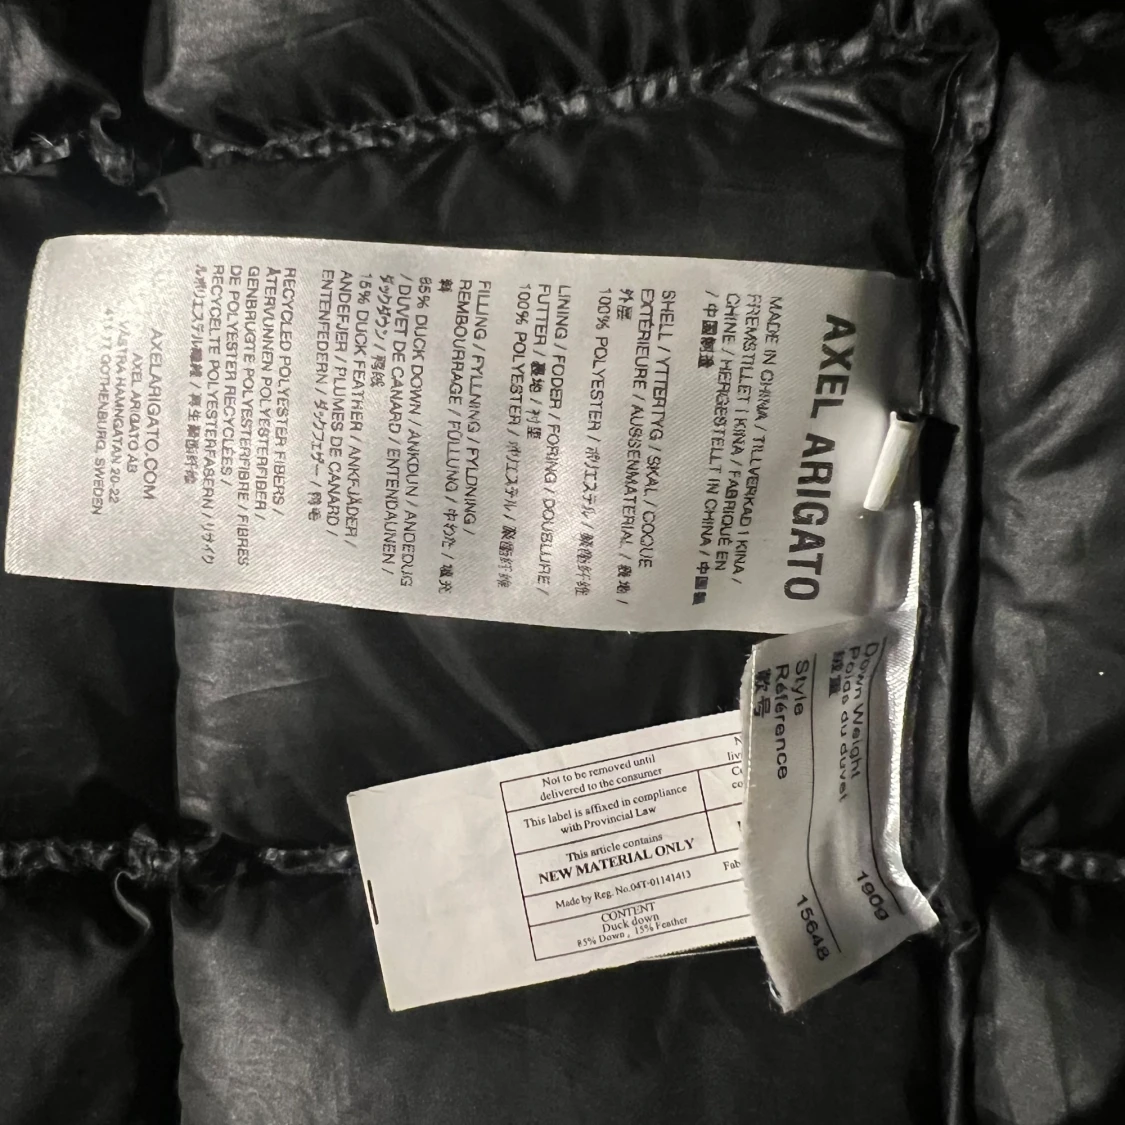 AXEL ARIGATO
MADE IN CHINA / TILLVERKAD I KINA /
FREMSTILLET I KINA / FABRIQUÉ EN
CHINE / HERGESTELLT IN CHINA / 中国製
/ 中国制造
SHELL / YTTERTYG / SKAL / COQUE
EXTÉRIEURE / AUSSENMATERIAL / 表地 /
外层
100% POLYESTER / ポリエステル / 聚酯纤维
LINING / FODER / FORING / DOUBLURE /
FUTTER / 裏地 / 衬里
100% POLYESTER / ポリエステル / 聚酯纤维
FILLING / FYLLNING / FYLDNING /
REMBOURRAGE / FÜLLUNG / 中わた / 填充
料
85% DUCK DOWN / ANKDUN / ANDEDUG
/ DUVET DE CANARD / ENTENDAUNEN /
ダックダウン / 鸭绒
15% DUCK FEATHER / ANKFJÄDER /
ANDEFJER / PLUMES DE CANARD /
ENTENFEDERN / ダックフェザー / 鸭毛
RECYCLED POLYESTER FIBERS /
ÅTERVUNNEN POLYESTERFIBER /
GENBRUGTE POLYESTERFIBRE / FIBRES
DE POLYESTER RECYCLÉES /
RECYCELTE POLYESTERFASERN / リサイク
ルポリエステル繊維 / 再生聚酯纤维
AXELARIGATO.COM
AXEL ARIGATO AB
VÄSTRA HAMNGATAN 20-22
411 17 GOTHENBURG, SWEDEN
Down Weight
Poids du duvet
绒重 190g
Style
Référence
款号 15648
Not to be removed until
delivered to the consumer
This label is affixed in compliance
with Provincial Law
This article contains
NEW MATERIAL ONLY
Made by Reg. No.04T-01141413 Fab
CONTENT
Duck down
85% Down , 15% Feather